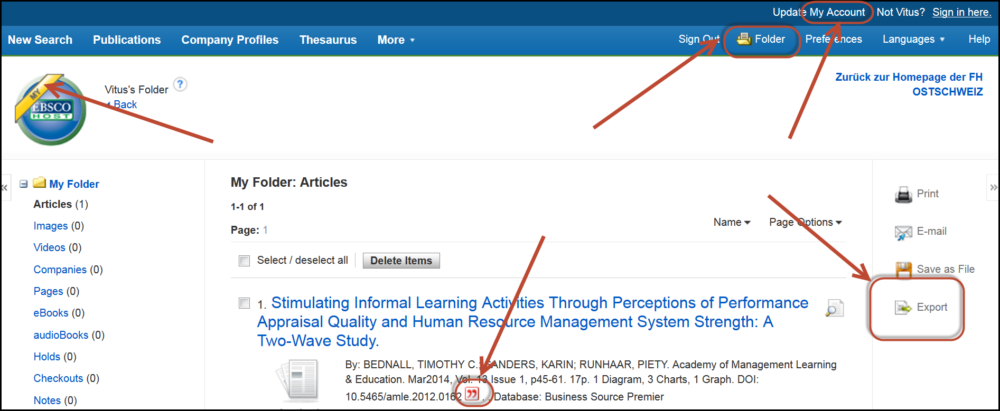 Update My Account Not Vitus? Sign in here.
New Search Publications Company Profiles Thesaurus More Sign Out Folder Preferences Languages Help
MY
EBSCO
HOST
Vitus's Folder ?
Back
Zurück zur Homepage der FH
OSTSCHWEIZ
«
My Folder
Articles (1)
Images (0)
Videos (0)
Companies (0)
Pages (0)
eBooks (0)
audioBooks (0)
Holds (0)
Checkouts (0)
Notes (0)
My Folder: Articles
1-1 of 1
Page: 1
Name Page Options
Select / deselect all Delete Items
1. Stimulating Informal Learning Activities Through Perceptions of Performance
Appraisal Quality and Human Resource Management System Strength: A
Two-Wave Study.
By: BEDNALL, TIMOTHY C.; SANDERS, KARIN; RUNHAAR, PIETY. Academy of Management Learning
& Education. Mar2014, Vol. 13 Issue 1, p45-61. 17p. 1 Diagram, 3 Charts, 1 Graph. DOI:
10.5465/amle.2012.0162 ” . , Database: Business Source Premier
»
Print
E-mail
Save as File
Export